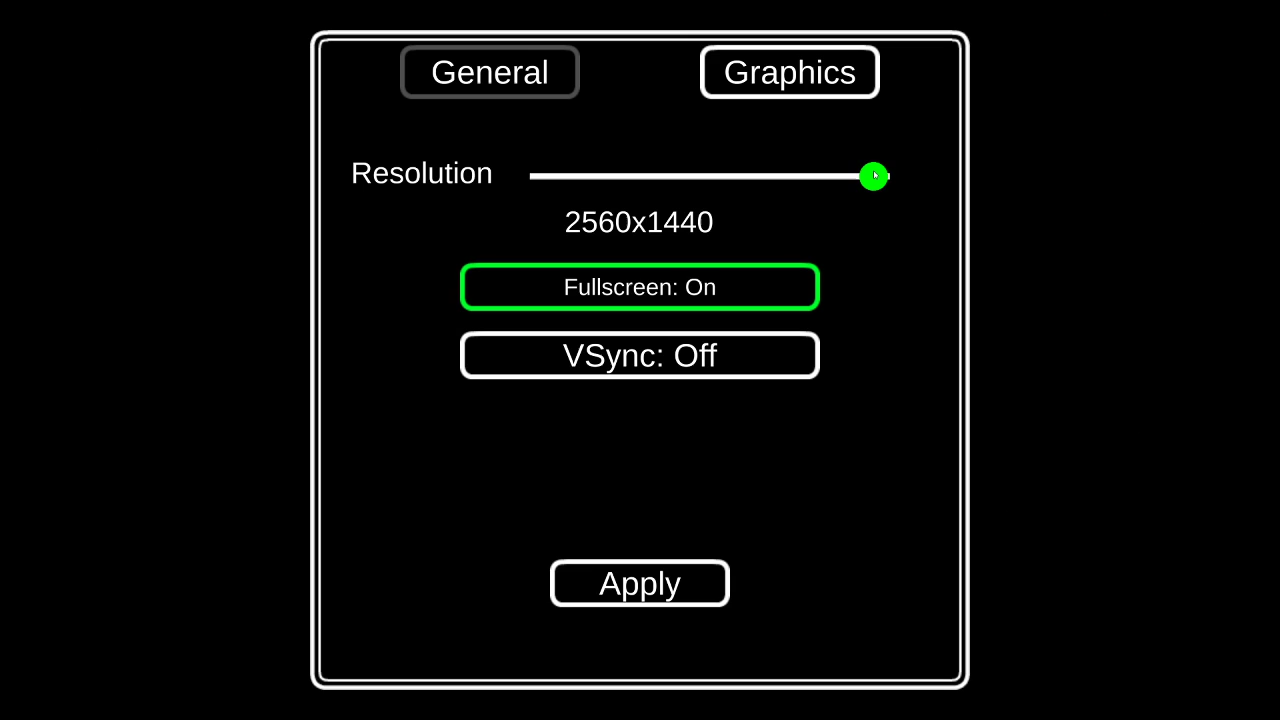 General
Graphics
Resolution
2560x1440
Fullscreen: On
VSync: Off
Apply